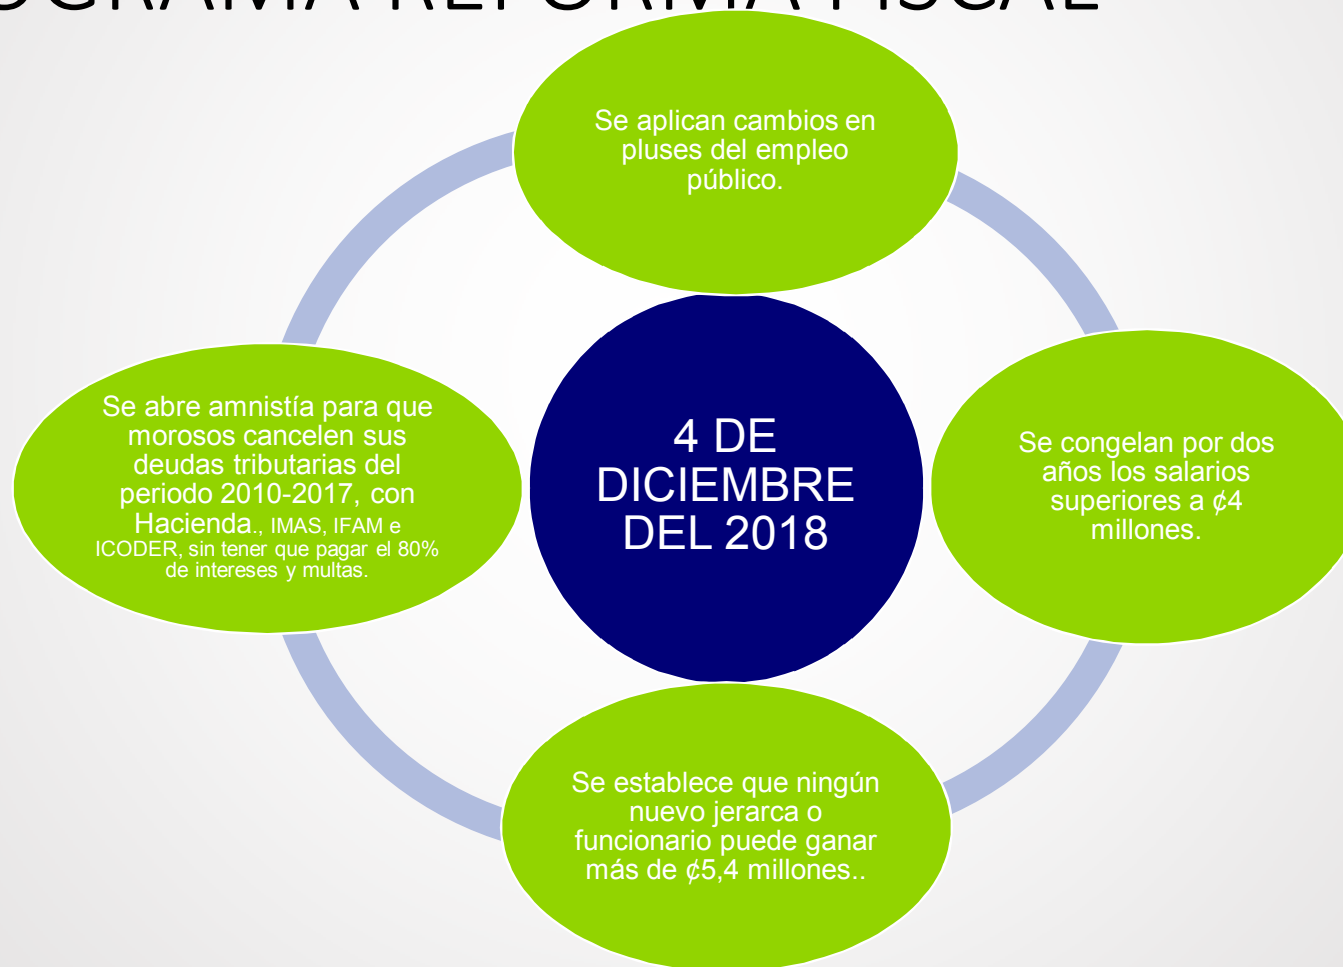 OGRAMA REFORMA FISCAL
Se aplican cambios en
pluses del empleo
público.
Se congelan por dos
años los salarios
superiores a ¢4
millones.
Se establece que ningún
nuevo jerarca o
funcionario puede ganar
más de ¢5,4 millones..
Se abre amnistía para que
morosos cancelen sus
deudas tributarias del
periodo 2010-2017, con
Hacienda., IMAS, IFAM e
ICODER, sin tener que pagar el 80%
de intereses y multas.
4 DE
DICIEMBRE
DEL 2018